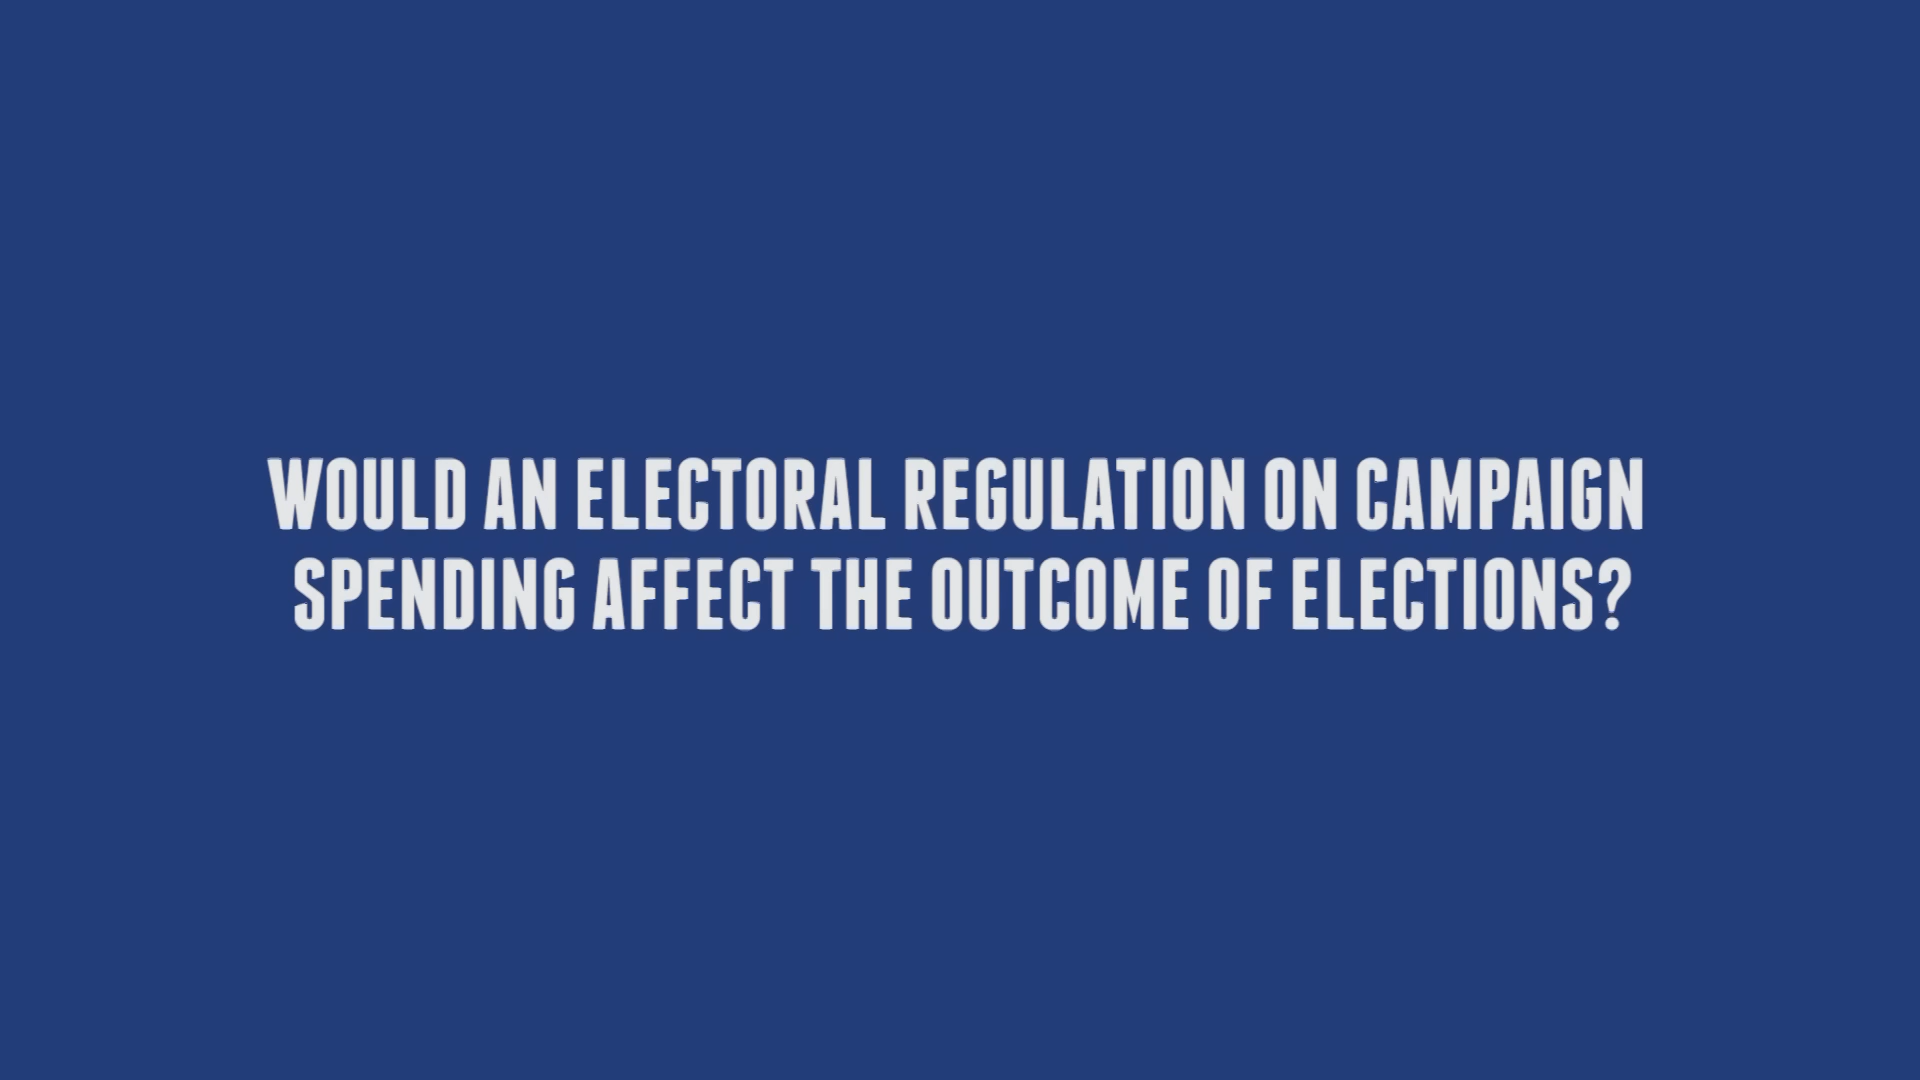 WOULD AN ELECTORAL REGULATION ON CAMPAIGN
SPENDING AFFECT THE OUTCOME OF ELECTIONS?